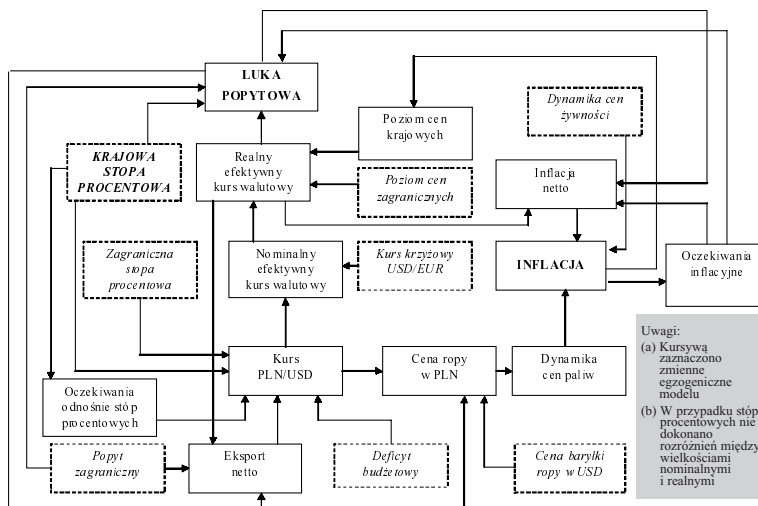 LUKA
POPYTOWA
Poziom cen
krajowych
Dynamika cen
żywności
KRAJOWA
STOPA
PROCENTOWA
Realny
efektywny
kurs walutowy
Poziom cen
zagranicznych
Inflacja
netto
Zagraniczna
stopa
procentowa
Nominalny
efektywny
kurs walutowy
Kurs krzyżowy
USD/EUR
INFLACJA
Oczekiwania
inflacyjne
Kurs
PLN/USD
Cena ropy
w PLN
Dynamika
cen paliw
Oczekiwania
odnośnie stóp
procentowych
Popyt
zagraniczny
Eksport
netto
Deficyt
budżetowy
Cena baryłki
ropy w USD
Uwagi:
(a) Kursywą
zaznaczono
zmienne
egzogeniczne
modelu
(b) W przypadku stóp
procentowych nie
dokonano
rozróżnień między
wielkościami
nominalnymi
i realnymi